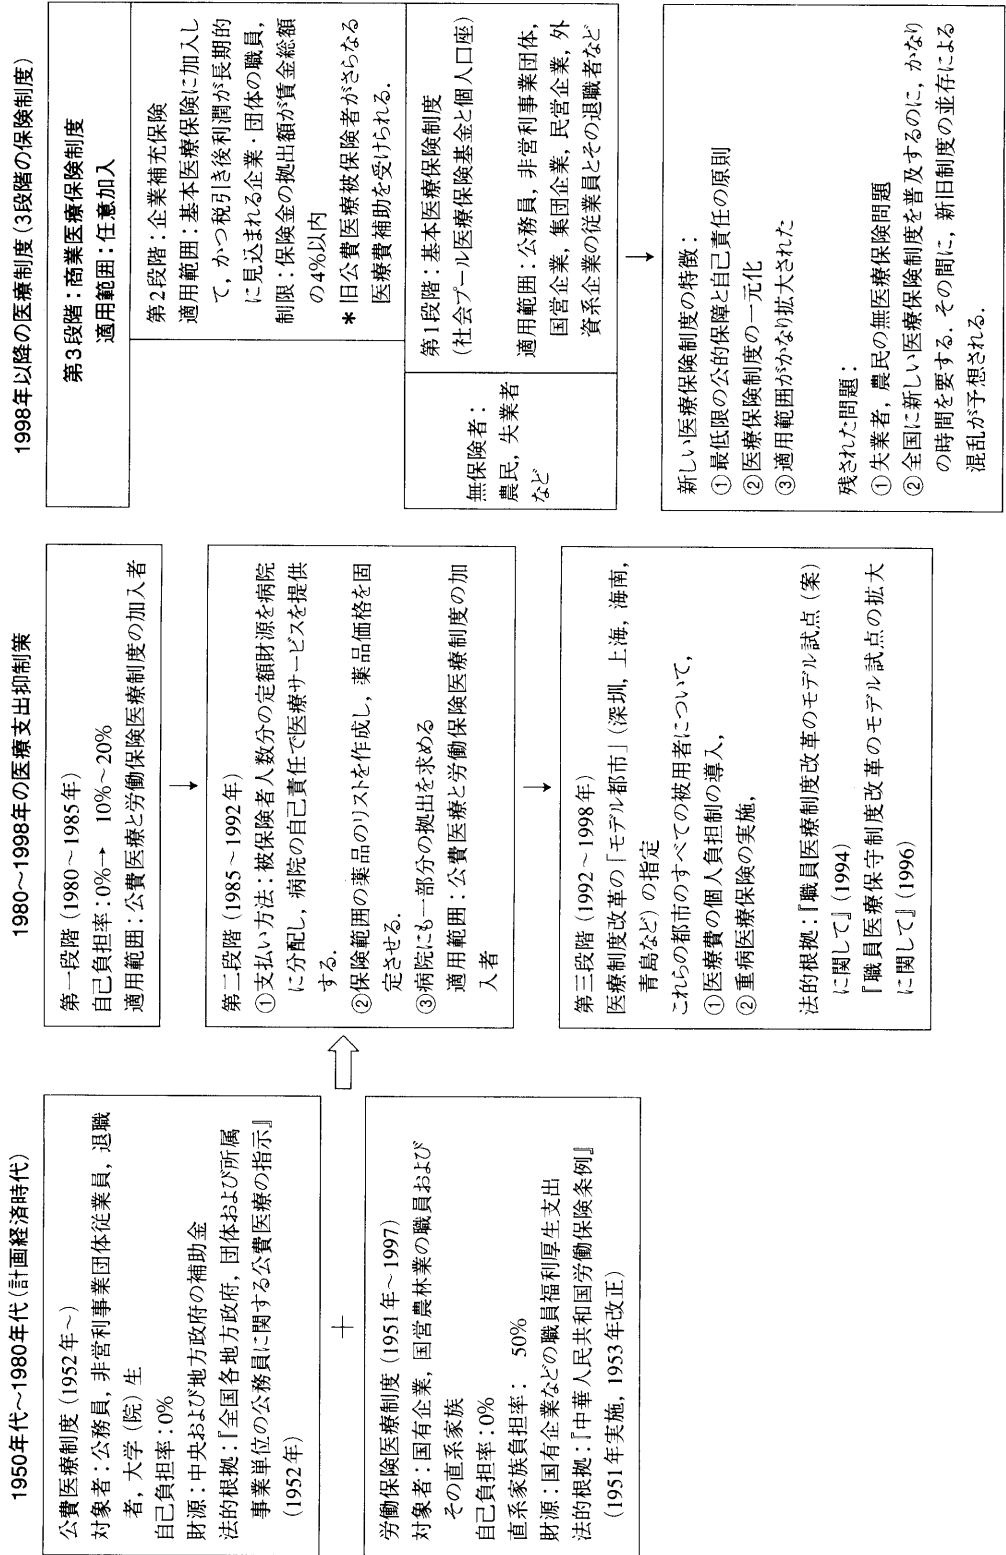 1950年代～1980年代（計画経済時代）
公費医療制度（1952年～）
対象者：公務員，非営利事業団体従業員，退職
者，大学（院）生
自己負担率：0%
財源：中央および地方政府の補助金
法的根拠：『全国各地方政府，団体および所属
事業単位の公務員に関する公費医療の指示』
（1952年）
＋
労働保険医療制度（1951年～1997）
対象者：国有企業，国営農林業の職員および
その直系家族
自己負担率：0%
直系家族負担率： 50%
財源：国有企業などの職員福利厚生支出
法的根拠：『中華人民共和国労働保険条例』
（1951年実施，1953年改正）
1980～1998年の医療支出抑制策
第一段階（1980～1985年）
自己負担率：0%→ 10%～20%
適用範囲：公費医療と労働保険医療制度の加入者
↓
第二段階（1985～1992年）
①支払い方法：被保険者人数分の定額財源を病院
に分配し，病院の自己責任で医療サービスを提供
する．
②保険範囲の薬品のリストを作成し，薬品価格を固
定させる．
③病院にも一部分の拠出を求める
適用範囲：公費医療と労働保険医療制度の加
入者
↓
第三段階（1992～1998年）
医療制度改革の「モデル都市」（深圳，上海，海南，
青島など）の指定
これらの都市のすべての被用者について，
①医療費の個人負担制の導入，
②重病医療保険の実施，
法的根拠：『職員医療制度改革のモデル試点（案）
に関して』（1994）
『職員医療保守制度改革のモデル試点の拡大
に関して』（1996）
1998年以降の医療制度（3段階の保険制度）
第3段階：商業医療保険制度
適用範囲：任意加入
第2段階：企業補充保険
適用範囲：基本医療保険に加入し
て，かつ税引き後利潤が長期的
に見込まれる企業・団体の職員，
制限：保険金の拠出額が賃金総額
の4%以内
＊旧公費医療被保険者がさらなる
医療費補助を受けられる．
無保険者：
農民，失業者
など
第1段階：基本医療保険制度
（社会プール医療保険基金と個人口座）
適用範囲：公務員，非営利事業団体，
国営企業，集団企業，民営企業，外
資系企業の従業員とその退職者など
↓
新しい医療保険制度の特徴：
①最低限の公的保障と自己責任の原則
②医療保険制度の一元化
③適用範囲がかなり拡大された
残された問題：
①失業者，農民の無医療保険問題
②全国に新しい医療保険制度を普及するのに，かなり
の時間を要する．その間に，新旧制度の並存による
混乱が予想される．